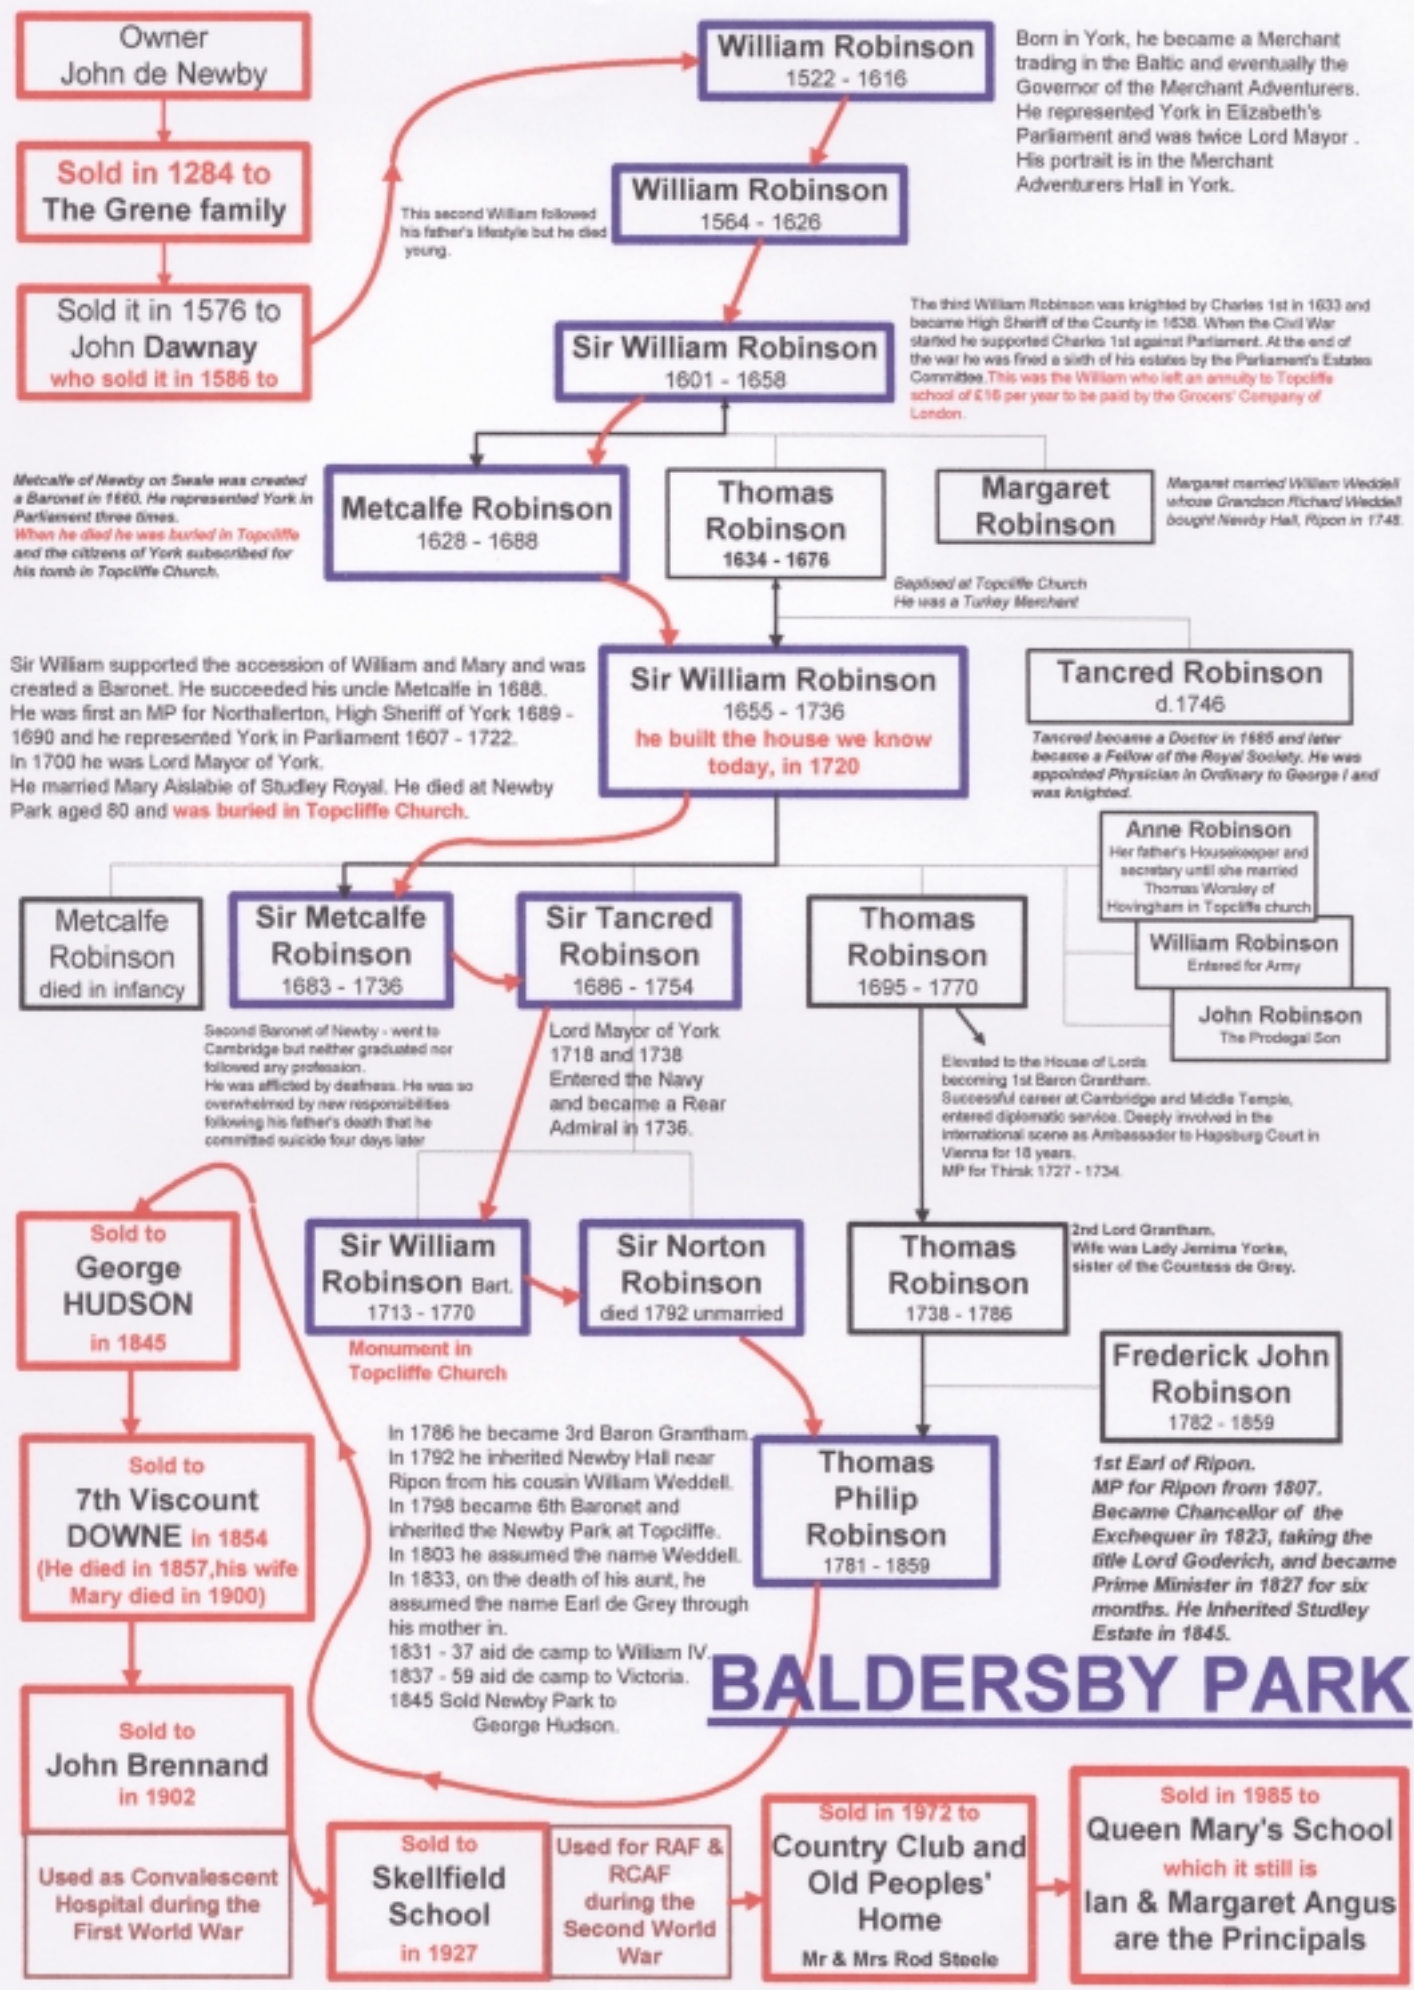 Owner
John de Newby
Sold in 1284 to
The Grene family
Sold it in 1576 to
John Dawnay
who sold it in 1586 to
William Robinson
1522 - 1616
Born in York, he became a Merchant
trading in the Baltic and eventually the
Governor of the Merchant Adventurers.
He represented York in Elizabeth's
Parliament and was twice Lord Mayor .
His portrait is in the Merchant
Adventurers Hall in York.
William Robinson
1564 - 1626
This second William followed
his father's lifestyle but he died
young.
Sir William Robinson
1601 - 1658
The third William Robinson was knighted by Charles 1st in 1633 and
became High Sheriff of the County in 1638. When the Civil War
started he supported Charles 1st against Parliament. At the end of
the war he was fined a sixth of his estates by the Parliament's Estates
Committee.This was the William who left an annuity to Topcliffe
school of £16 per year to be paid by the Grocers' Company of
London.
Metcalfe of Newby on Swale was created
a Baronet in 1660. He represented York in
Parliament three times.
When he died he was buried in Topcliffe
and the citizens of York subscribed for
his tomb in Topcliffe Church.
Metcalfe Robinson
1628 - 1688
Thomas
Robinson
1634 - 1676
Margaret
Robinson
Margaret married William Weddell
whose Grandson Richard Weddell
bought Newby Hall, Ripon in 1748.
Baptised at Topcliffe Church
He was a Turkey Merchant
Sir William supported the accession of William and Mary and was
created a Baronet. He succeeded his uncle Metcalfe in 1688.
He was first an MP for Northallerton, High Sheriff of York 1689 -
1690 and he represented York in Parliament 1607 - 1722.
In 1700 he was Lord Mayor of York.
He married Mary Aislabie of Studley Royal. He died at Newby
Park aged 80 and was buried in Topcliffe Church.
Sir William Robinson
1655 - 1736
he built the house we know
today, in 1720
Tancred Robinson
d.1746
Tancred became a Doctor in 1685 and later
became a Fellow of the Royal Society. He was
appointed Physician in Ordinary to George I and
was knighted.
Anne Robinson
Her father's Housekeeper and
secretary until she married
Thomas Worsley of
Hovingham in Topcliffe church
William Robinson
Entered for Army
John Robinson
The Prodegal Son
Metcalfe
Robinson
died in infancy
Sir Metcalfe
Robinson
1683 - 1736
Sir Tancred
Robinson
1686 - 1754
Thomas
Robinson
1695 - 1770
Second Baronet of Newby - went to
Cambridge but neither graduated nor
followed any profession.
He was afflicted by deafness. He was so
overwhelmed by new responsibilities
following his father's death that he
committed suicide four days later
Lord Mayor of York
1718 and 1738
Entered the Navy
and became a Rear
Admiral in 1736.
Elevated to the House of Lords
becoming 1st Baron Grantham.
Successful career at Cambridge and Middle Temple,
entered diplomatic service. Deeply involved in the
international scene as Ambassador to Hapsburg Court in
Vienna for 18 years.
MP for Thirsk 1727 - 1734.
Sold to
George
HUDSON
in 1845
Sir William
Robinson Bart.
1713 - 1770
Monument in
Topcliffe Church
Sir Norton
Robinson
died 1792 unmarried
Thomas
Robinson
1738 - 1786
2nd Lord Grantham.
Wife was Lady Jemima Yorke,
sister of the Countess de Grey.
Frederick John
Robinson
1782 - 1859
1st Earl of Ripon.
MP for Ripon from 1807.
Became Chancellor of the
Exchequer in 1823, taking the
title Lord Goderich, and became
Prime Minister in 1827 for six
months. He Inherited Studley
Estate in 1845.
Sold to
7th Viscount
DOWNE in 1854
(He died in 1857,his wife
Mary died in 1900)
In 1786 he became 3rd Baron Grantham.
In 1792 he inherited Newby Hall near
Ripon from his cousin William Weddell.
In 1798 became 6th Baronet and
inherited the Newby Park at Topcliffe.
In 1803 he assumed the name Weddell.
In 1833, on the death of his aunt, he
assumed the name Earl de Grey through
his mother in.
1831 - 37 aid de camp to William IV.
1837 - 59 aid de camp to Victoria.
1845 Sold Newby Park to
George Hudson.
Thomas
Philip
Robinson
1781 - 1859
BALDERSBY PARK
Sold to
John Brennand
in 1902
Used as Convalescent
Hospital during the
First World War
Sold to
Skellfield
School
in 1927
Used for RAF &
RCAF
during the
Second World
War
Sold in 1972 to
Country Club and
Old Peoples'
Home
Mr & Mrs Rod Steele
Sold in 1985 to
Queen Mary's School
which it still is
Ian & Margaret Angus
are the Principals